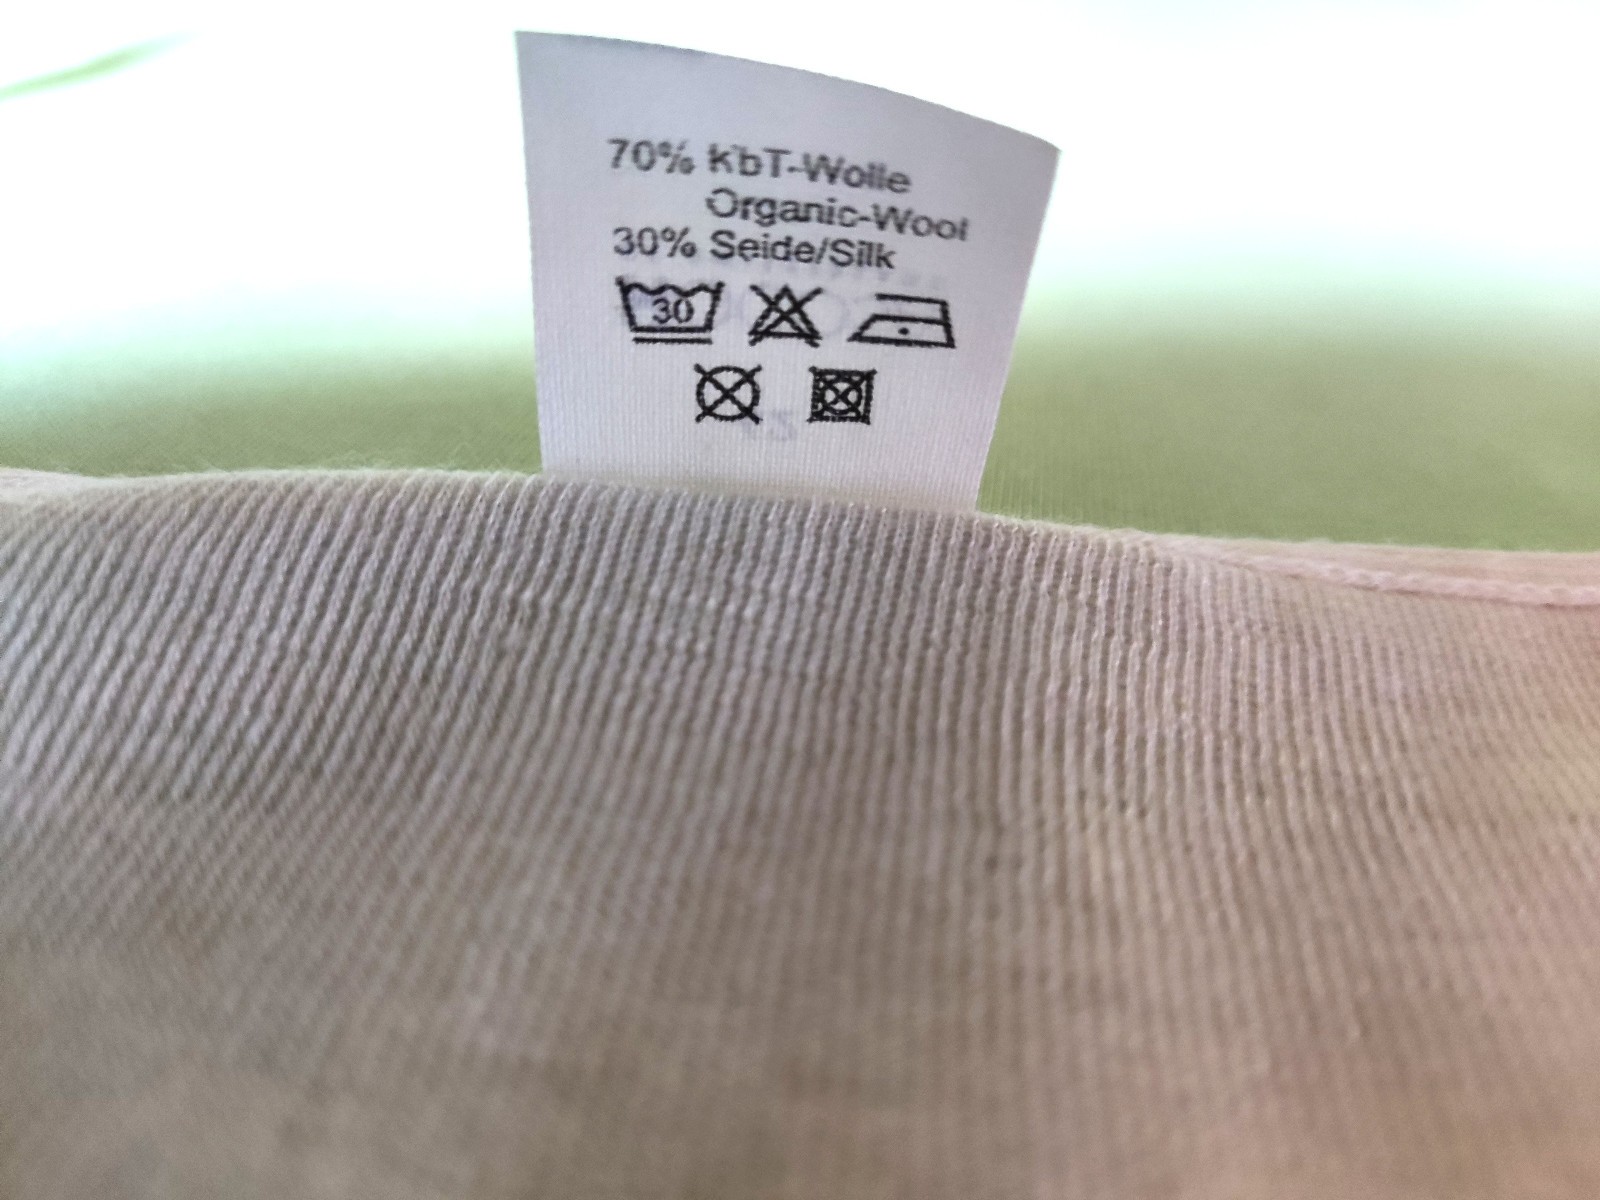 70% KbT-Wolle
Organic-Wool
30% Seide/Silk
30